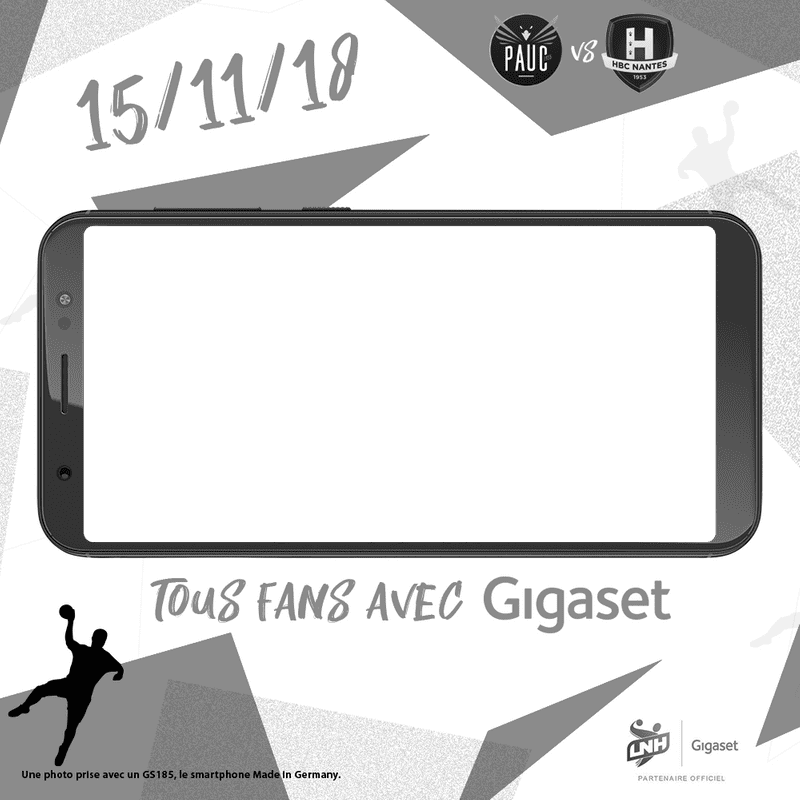 15/11/18
PAUC VS H
HBC NANTES
1953
TOUS FANS AVEC Gigaset
LNH Gigaset
PARTENAIRE OFFICIEL
Une photo prise avec un GS185, le smartphone Made in Germany.